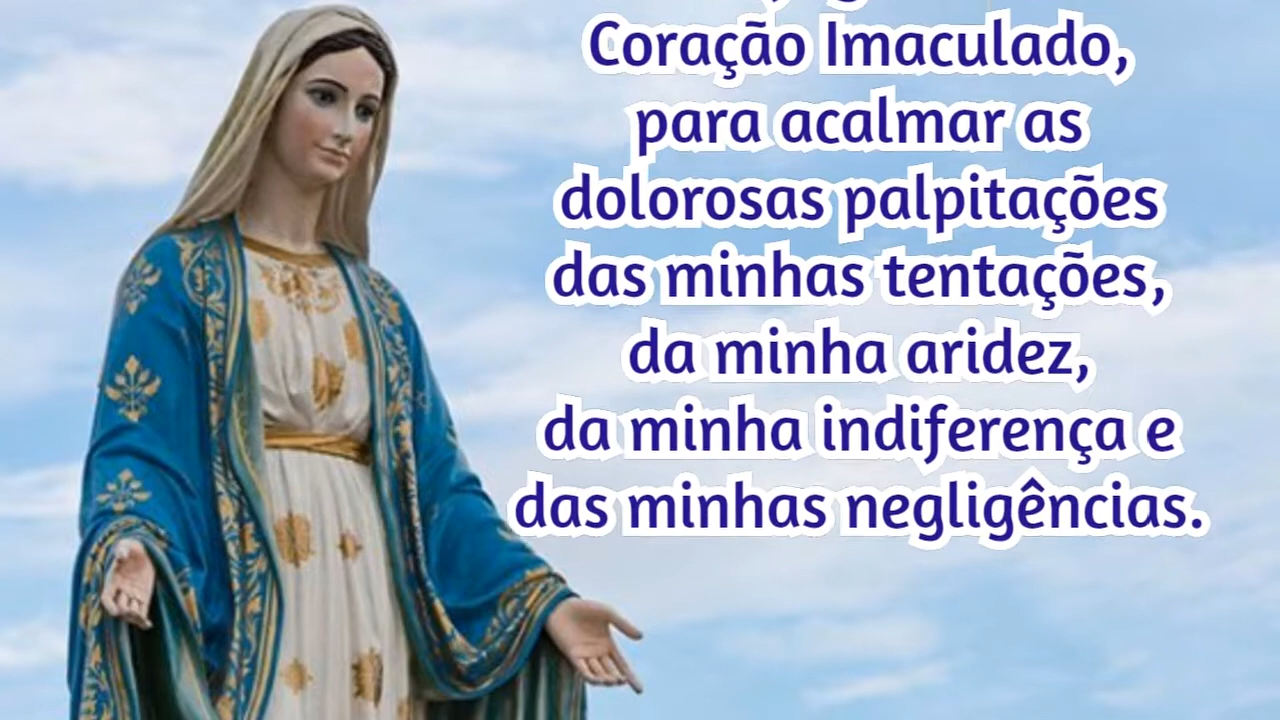 Coração Imaculado,
para acalmar as
dolorosas palpitações
das minhas tentações,
da minha aridez,
da minha indiferença e
das minhas negligências.